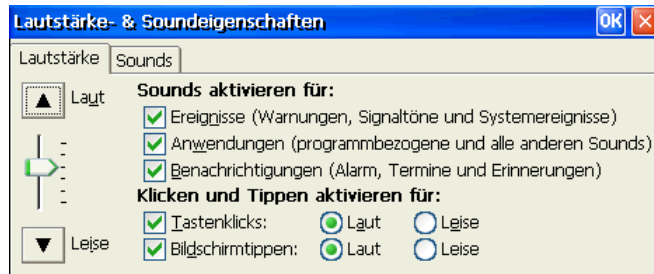 Lautstärke- & Soundeigenschaften OK
Lautstärke Sounds
Laut
Sounds aktivieren für:
Ereignisse (Warnungen, Signaltöne und Systemereignisse)
Anwendungen (programmbezogene und alle anderen Sounds)
Benachrichtigungen (Alarm, Termine und Erinnerungen)
Klicken und Tippen aktivieren für:
Tastenklicks: Laut Leise
Leise
Bildschirmtippen: Laut Leise